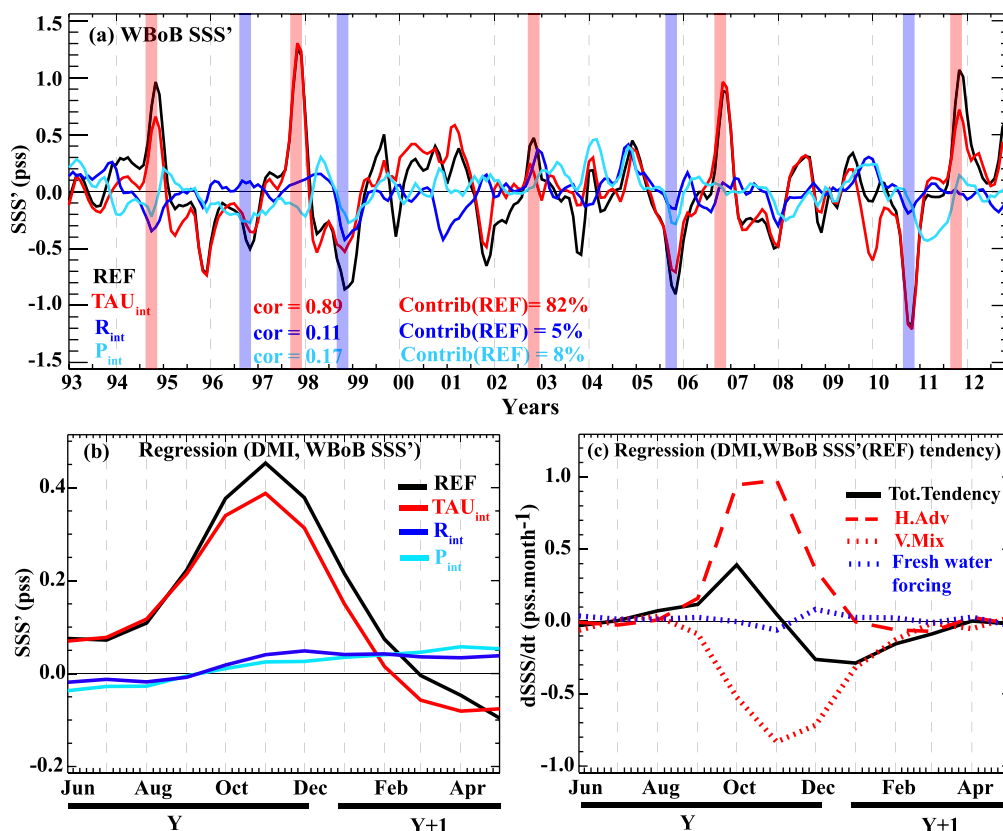 (a) WBoB SSS'
SSS' (pss)
1.5
1.0
0.5
0.0
-0.5
-1.0
-1.5
REF
TAUint cor = 0.89 Contrib(REF)= 82%
Rint cor = 0.11 Contrib(REF) = 5%
Pint cor = 0.17 Contrib(REF) = 8%
93 94 95 96 97 98 99 00 01 02 03 04 05 06 07 08 09 10 11 12
Years
(b) Regression (DMI, WBoB SSS')
SSS' (pss)
0.4
0.2
0.0
-0.2
REF
TAUint
Rint
Pint
Jun Aug Oct Dec Feb Apr
Y Y+1
(c) Regression (DMI,WBoB SSS'(REF) tendency)
dSSS/dt (pss.month-1)
1.0
0.5
0.0
-0.5
-1.0
Tot.Tendency
H.Adv
V.Mix
Fresh water
forcing
Jun Aug Oct Dec Feb Apr
Y Y+1